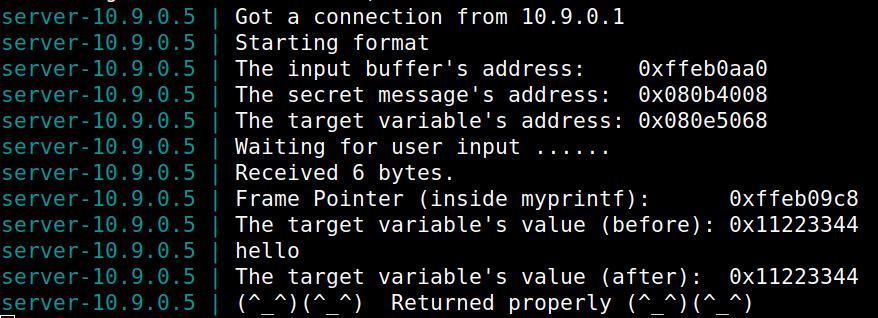 server-10.9.0.5 | Got a connection from 10.9.0.1
server-10.9.0.5 | Starting format
server-10.9.0.5 | The input buffer's address:    0xffeb0aa0
server-10.9.0.5 | The secret message's address:  0x080b4008
server-10.9.0.5 | The target variable's address: 0x080e5068
server-10.9.0.5 | Waiting for user input ......
server-10.9.0.5 | Received 6 bytes.
server-10.9.0.5 | Frame Pointer (inside myprintf):      0xffeb09c8
server-10.9.0.5 | The target variable's value (before): 0x11223344
server-10.9.0.5 | hello
server-10.9.0.5 | The target variable's value (after):  0x11223344
server-10.9.0.5 | (^_^)(^_^)  Returned properly (^_^)(^_^)